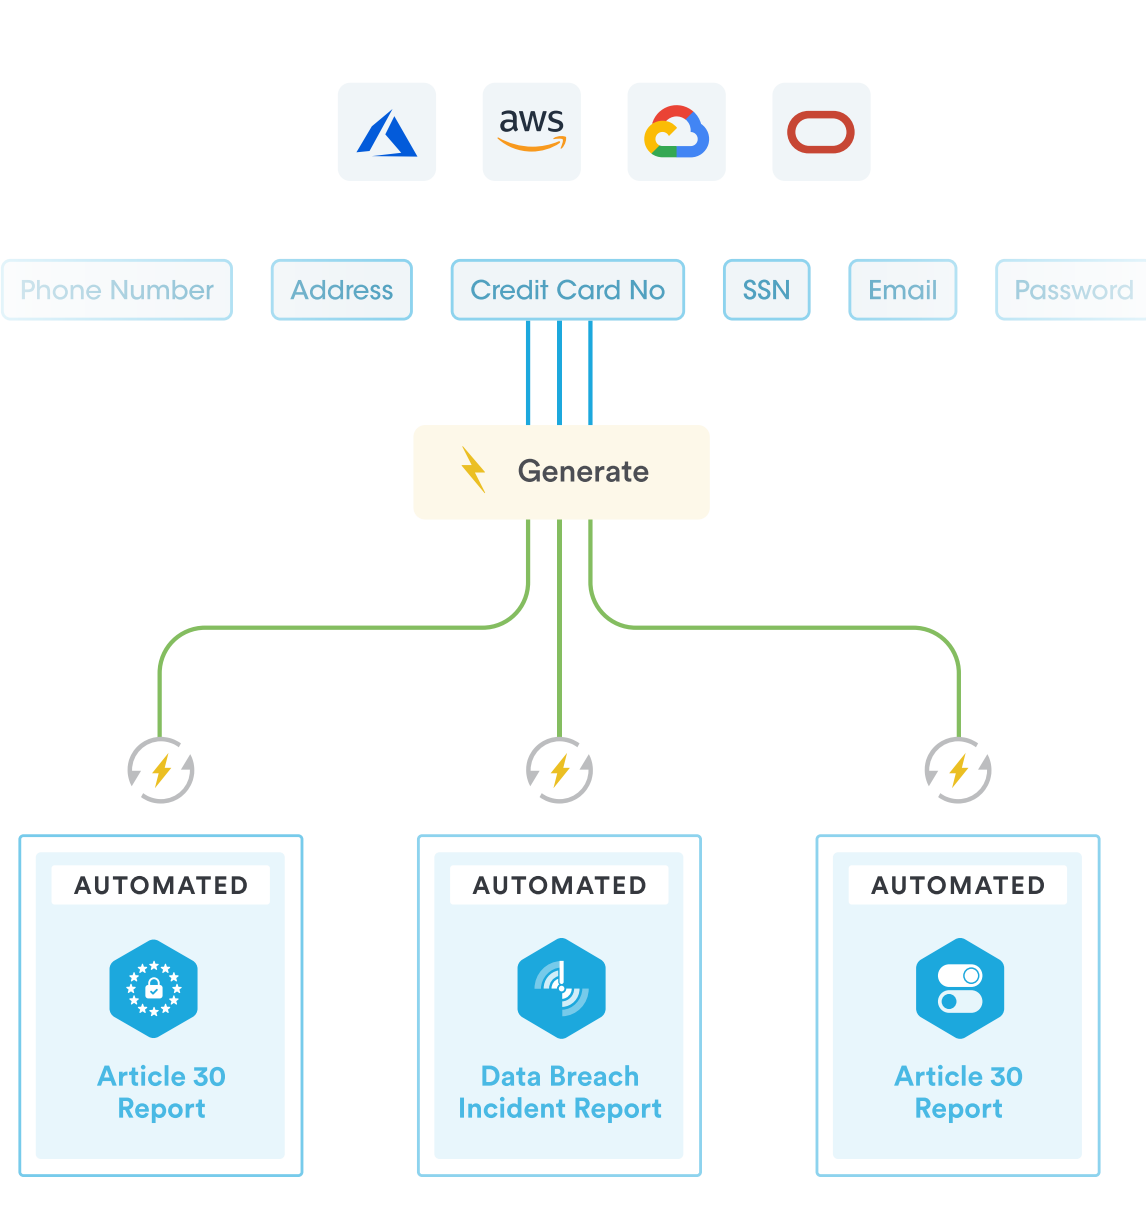 aws
Phone Number
Address
Credit Card No
SSN
Email
Password
Generate
AUTOMATED
Article 30
Report
AUTOMATED
Data Breach
Incident Report
AUTOMATED
Article 30
Report